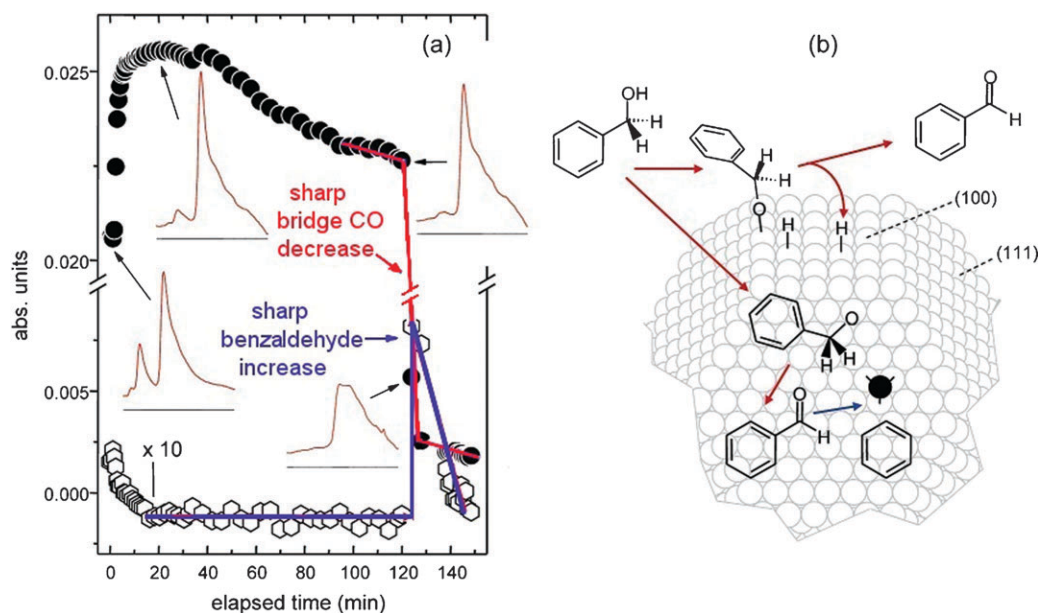 (a)
0.025
0.020
0.005
0.000
abs. units
sharp
bridge CO
decrease
sharp
benzaldehyde
increase
x 10
0
20
40
60
80
100
120
140
elapsed time (min)
(b)
OH
H
H
H
O
H
H
O
H
(100)
(111)
O
H
H
O
H